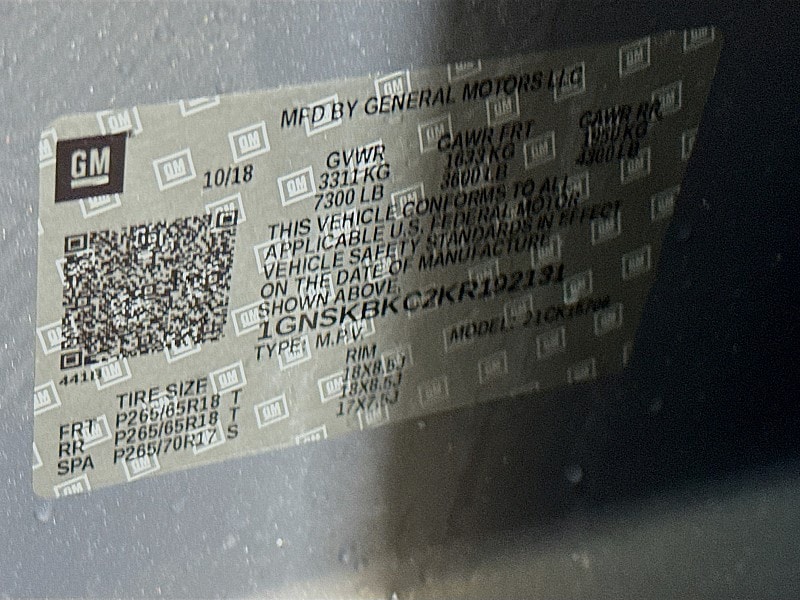 MFD BY GENERAL MOTORS LLC
GM
10/18
GVWR GAWR FRT GAWR RR
3311 KG 1633 KG 1950 KG
7300 LB 3600 LB 4300 LB
THIS VEHICLE CONFORMS TO ALL
APPLICABLE U.S. FEDERAL MOTOR
VEHICLE SAFETY STANDARDS IN EFFECT
ON THE DATE OF MANUFACTURE
SHOWN ABOVE.
1GNSKBKC2KR192131
TYPE: M.P.V. MODEL:
TIRE SIZE RIM
FRT P265/65R18 T 18X8.5J
RR P265/65R18 T 18X8.5J
SPA P265/70R17 S 17X7.5J